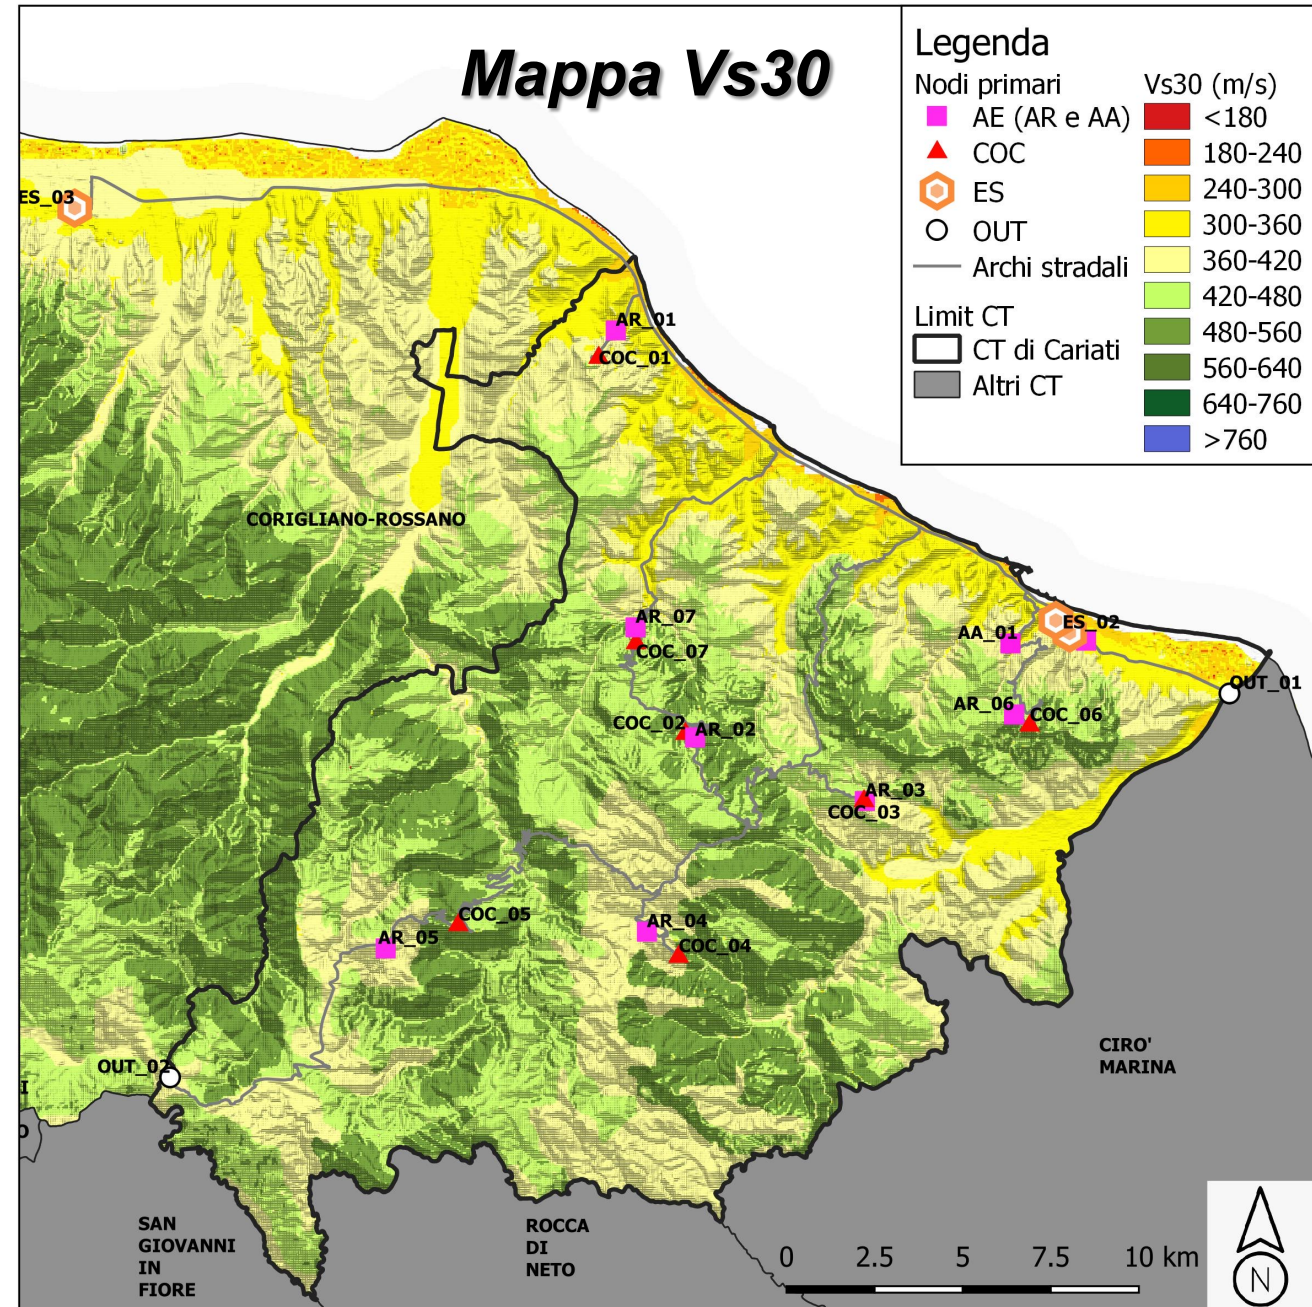 Mappa Vs30
Legenda
Nodi primari
AE (AR e AA)
COC
ES
OUT
Archi stradali
Limit CT
CT di Cariati
Altri CT
Vs30 (m/s)
<180
180-240
240-300
300-360
360-420
420-480
480-560
560-640
640-760
>760
ES_03
AR_01
COC_01
CORIGLIANO-ROSSANO
AR_07
COC_07
AA_01
ES_02
OUT_01
AR_06
COC_06
COC_02
AR_02
AR_03
COC_03
COC_05
AR_05
AR_04
COC_04
OUT_02
I
O
CIRO'
MARINA
SAN
GIOVANNI
IN
FIORE
ROCCA
DI
NETO
0 2.5 5 7.5 10 km
N